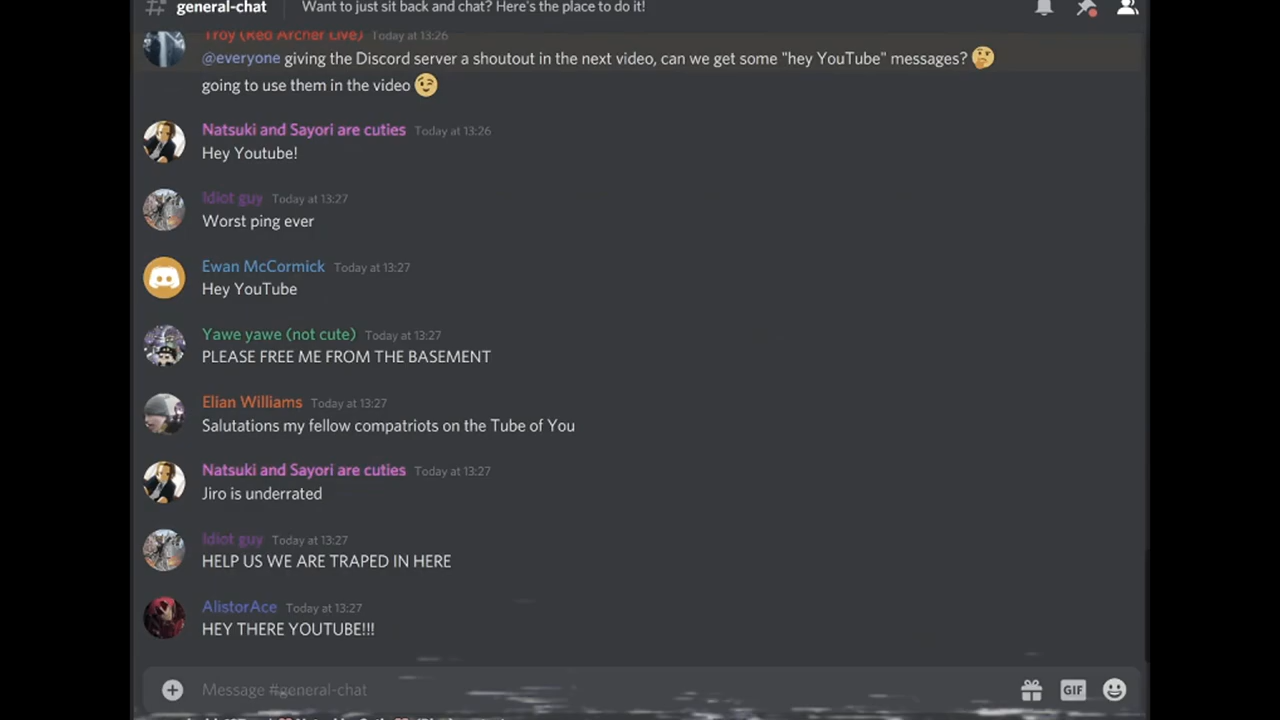 general-chat
Want to just sit back and chat? Here's the place to do it!
Troy (Red Archer Live) Today at 13:26
@everyone giving the Discord server a shoutout in the next video, can we get some "hey YouTube" messages? 🤔
going to use them in the video 😉
Natsuki and Sayori are cuties Today at 13:26
Hey Youtube!
Idiot guy Today at 13:27
Worst ping ever
Ewan McCormick Today at 13:27
Hey YouTube
Yawe yawe (not cute) Today at 13:27
PLEASE FREE ME FROM THE BASEMENT
Elian Williams Today at 13:27
Salutations my fellow compatriots on the Tube of You
Natsuki and Sayori are cuties Today at 13:27
Jiro is underrated
Idiot guy Today at 13:27
HELP US WE ARE TRAPED IN HERE
AlistorAce Today at 13:27
HEY THERE YOUTUBE!!!
Message #general-chat
GIF